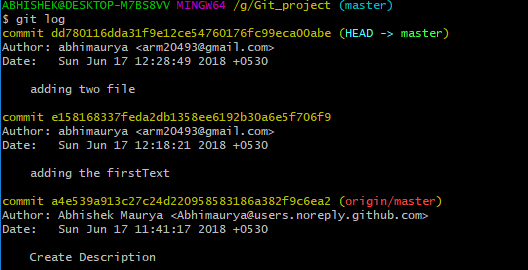 ABHISHEK@DESKTOP-M7BS8VV MINGW64 /g/Git_project (master)
$ git log
commit dd780116dda31f9e12ce54760176fc99eca00abe (HEAD -> master)
Author: abhimaurya <arm20493@gmail.com>
Date:   Sun Jun 17 12:28:49 2018 +0530
    adding two file
commit e158168337feda2db1358ee6192b30a6e5f706f9
Author: abhimaurya <arm20493@gmail.com>
Date:   Sun Jun 17 12:18:21 2018 +0530
    adding the firstText
commit a4e539a913c27c24d220958583186a382f9c6ea2 (origin/master)
Author: Abhishek Maurya <Abhimaurya@users.noreply.github.com>
Date:   Sun Jun 17 11:41:17 2018 +0530
    Create Description